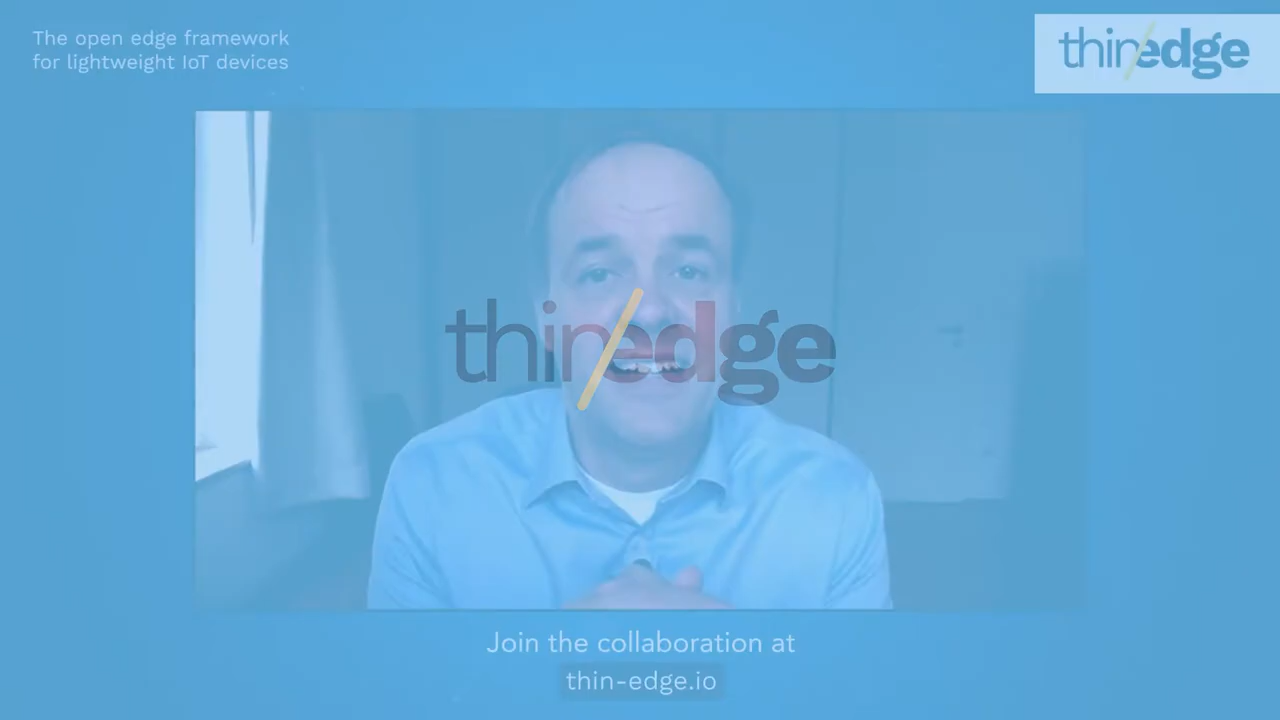 The open edge framework
for lightweight IoT devices
thin/edge
thin/edge
Join the collaboration at
thin-edge.io